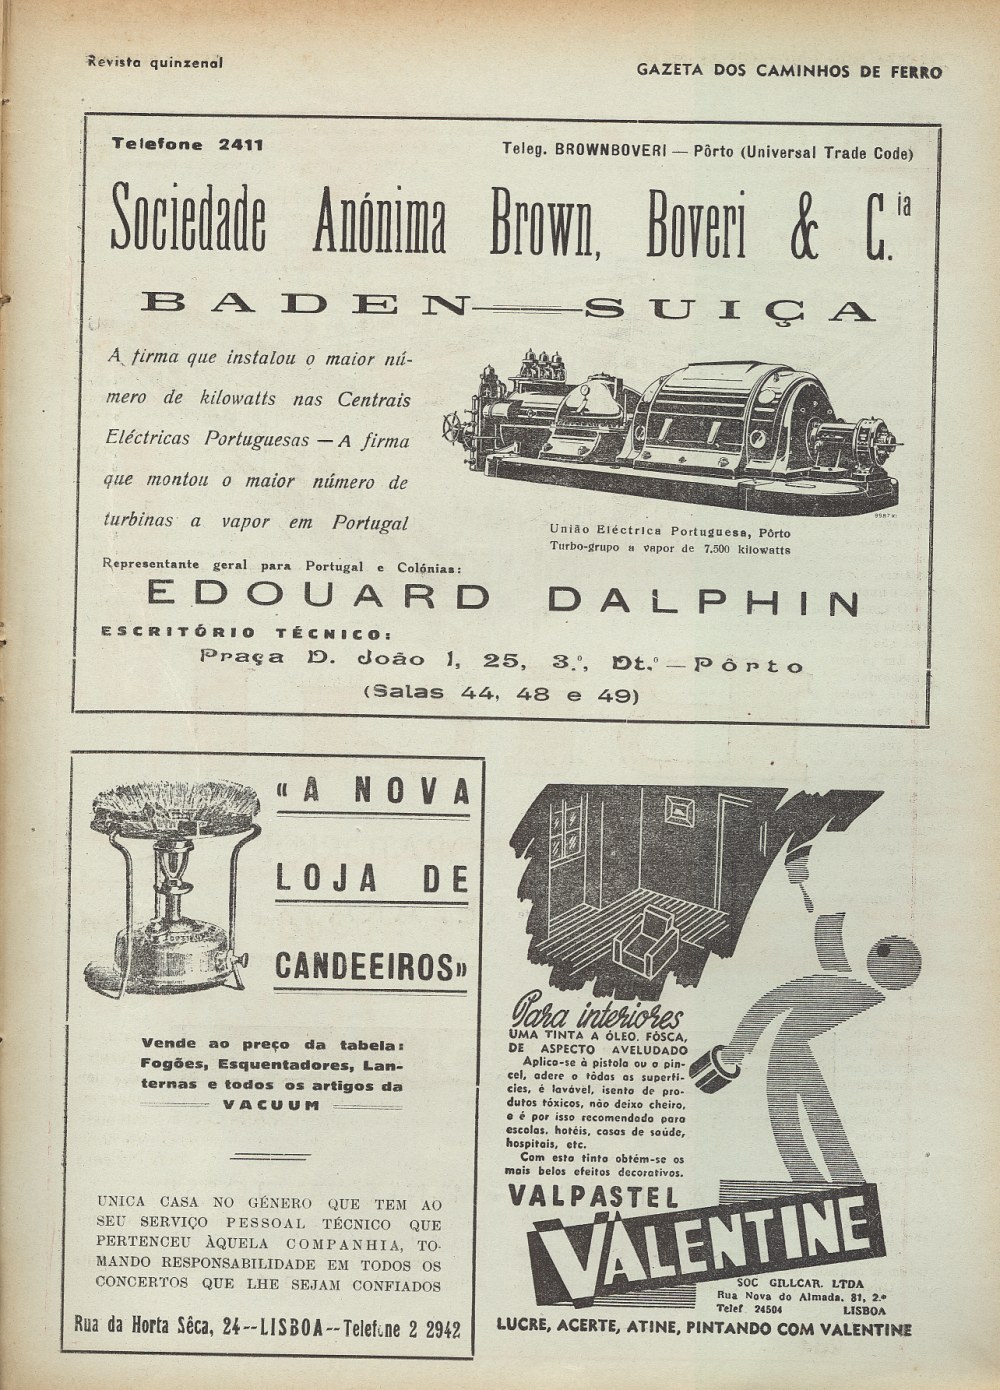 Revista quinzenal
GAZETA DOS CAMINHOS DE FERRO
Telefone 2411
Teleg. BROWNBOVERI — Pôrto (Universal Trade Code)
Sociedade Anónima Brown, Boveri & C.ia
BADEN — SUIÇA
A firma que instalou o maior nú-
mero de kilowatts nas Centrais
Eléctricas Portuguesas — A firma
que montou o maior número de
turbinas a vapor em Portugal
União Eléctrica Portuguesa, Pôrto
Turbo-grupo a vapor de 7.500 kilowatts
Representante geral para Portugal e Colónias:
EDOUARD DALPHIN
ESCRITÓRIO TÉCNICO:
Praça D. João 1, 25, 3.º, Dt.º — Pôrto
(Salas 44, 48 e 49)
«A NOVA
LOJA DE
CANDEEIROS»
Vende ao preço da tabela:
Fogões, Esquentadores, Lan-
ternas e todos os artigos da
VACUUM
UNICA CASA NO GÉNERO QUE TEM AO
SEU SERVIÇO PESSOAL TÉCNICO QUE
PERTENCEU ÀQUELA COMPANHIA, TO-
MANDO RESPONSABILIDADE EM TODOS OS
CONCERTOS QUE LHE SEJAM CONFIADOS
Rua da Horta Sêca, 24--LISBOA--Telefone 2 2942
Para interiores
UMA TINTA A ÓLEO, FÔSCA,
DE ASPECTO AVELUDADO
Aplica-se à pistola ou a pin-
cel, adere a tôdas as superfí-
cies, é lavável, isenta de pro-
dutos tóxicos, não deixa cheiro,
e é por isso recomendada para
escolas, hotéis, casas de saúde,
hospitais, etc.
Com esta tinta obtém-se os
mais belos efeitos decorativos.
VALPASTEL
VALENTINE
SOC GILLCAR. LTDA
Rua Nova do Almada, 81, 2.º
Telef 24504 LISBOA
LUCRE, ACERTE, ATINE, PINTANDO COM VALENTINE